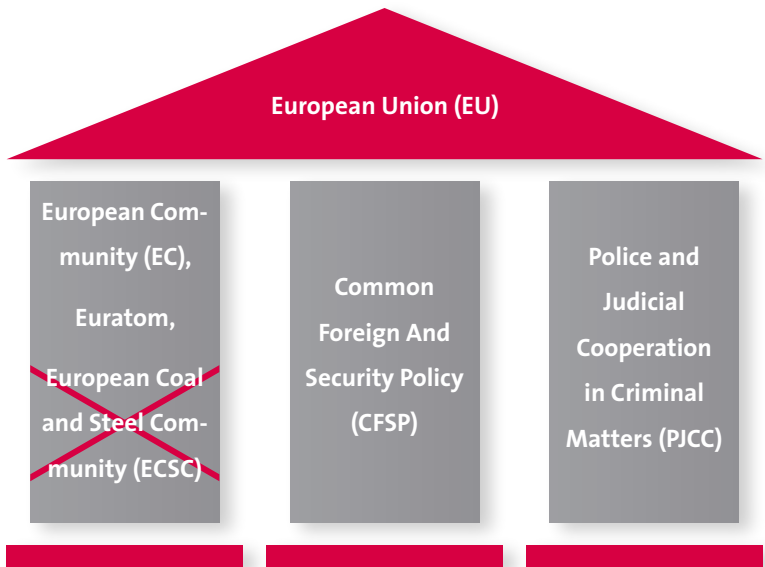 European Union (EU)
European Com-
munity (EC),
Euratom,
European Coal
and Steel Com-
munity (ECSC)
Common
Foreign And
Security Policy
(CFSP)
Police and
Judicial
Cooperation
in Criminal
Matters (PJCC)